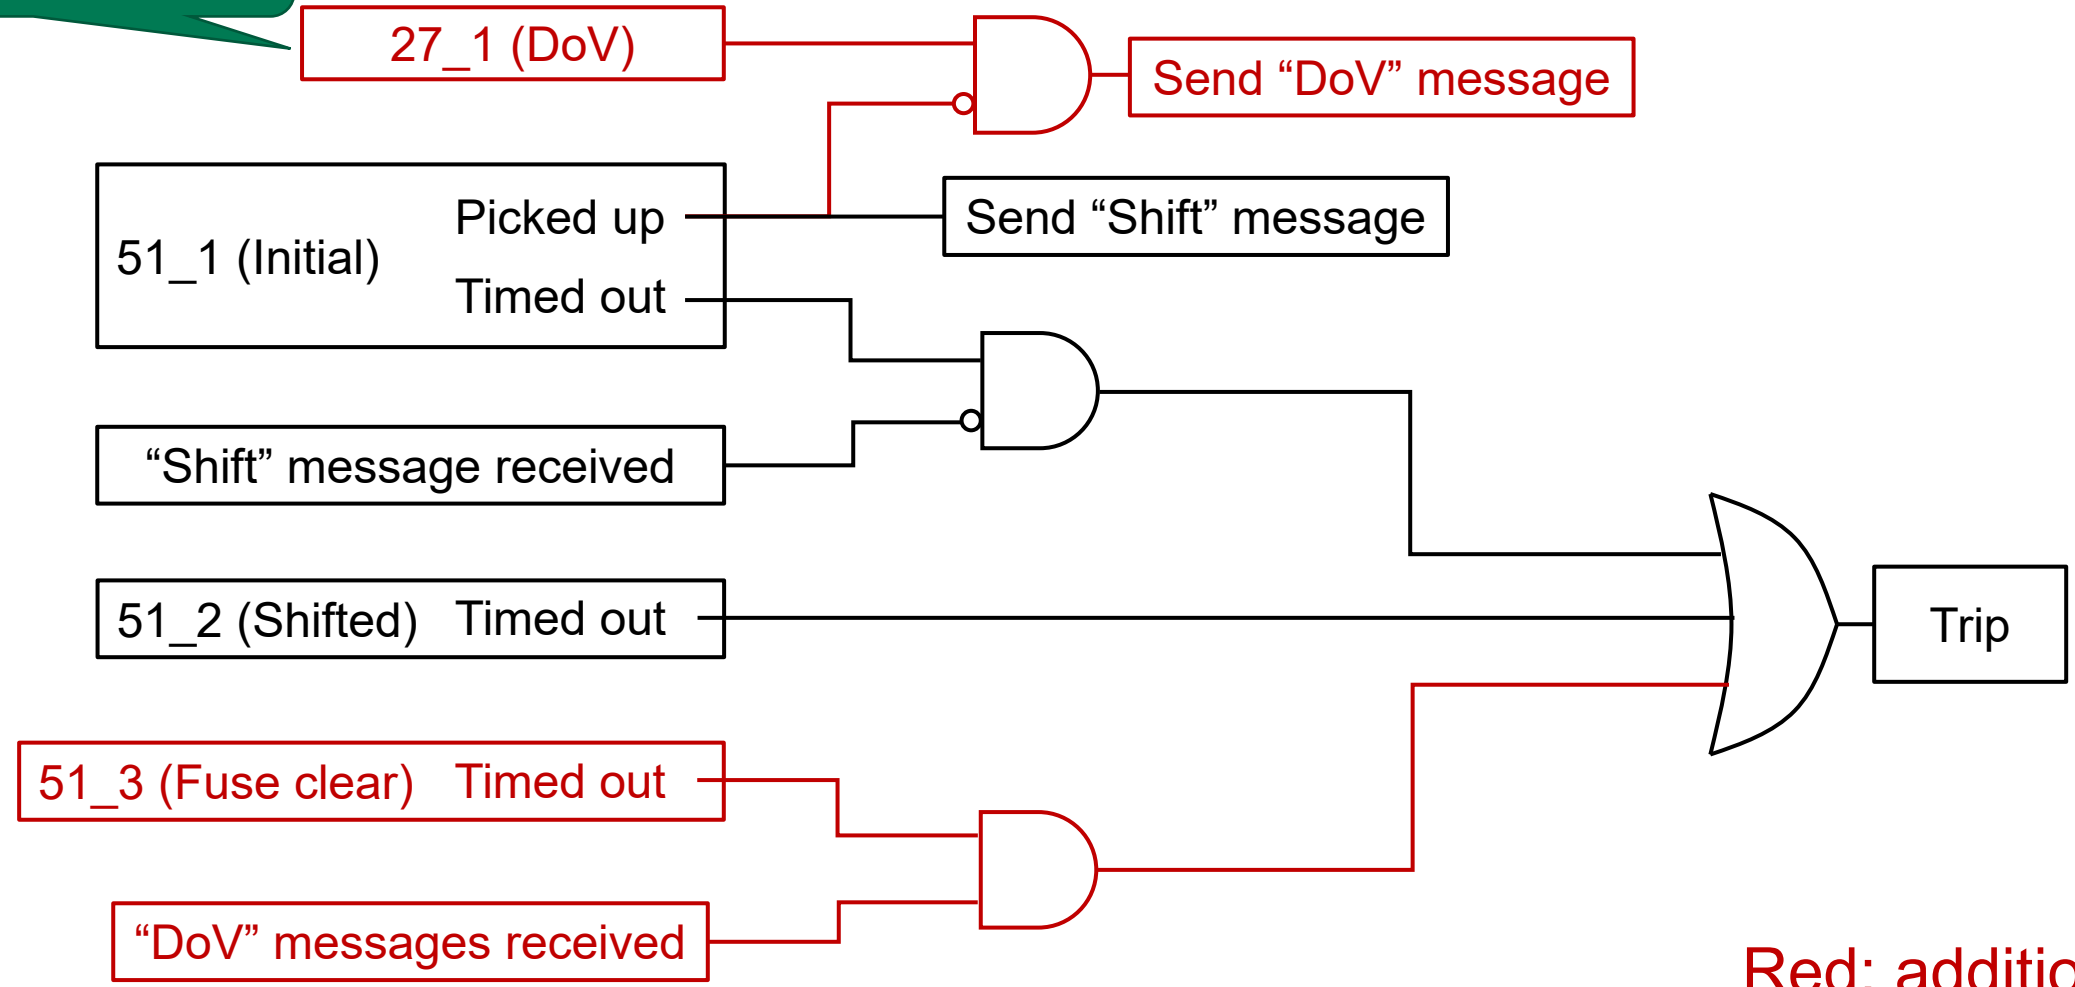 27_1 (DoV)
Send “DoV” message
Picked up
Send “Shift” message
51_1 (Initial)
Timed out
“Shift” message received
51_2 (Shifted) Timed out
Trip
51_3 (Fuse clear) Timed out
“DoV” messages received
Red: